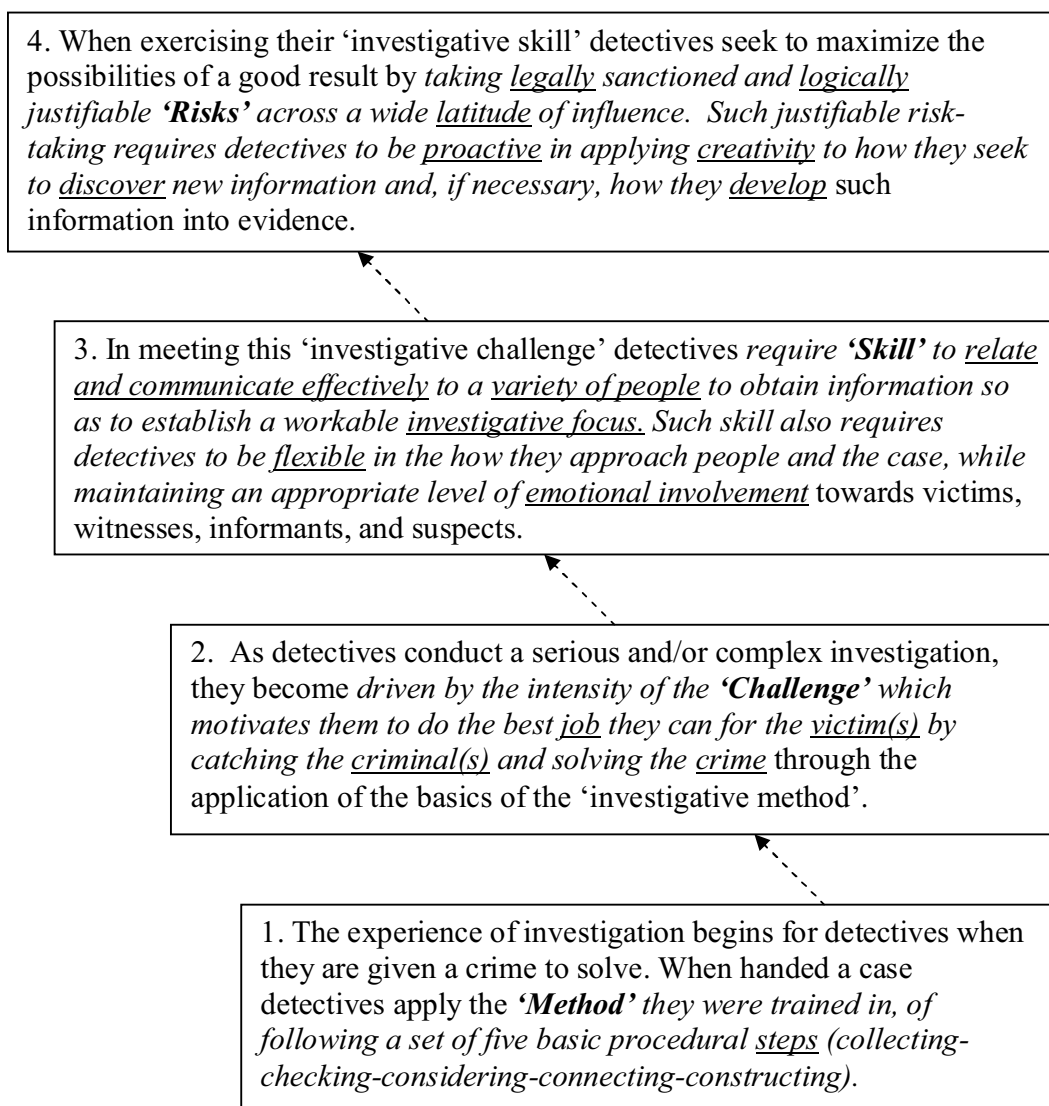 4. When exercising their ‘investigative skill’ detectives seek to maximize the
possibilities of a good result by taking legally sanctioned and logically
justifiable ‘Risks’ across a wide latitude of influence.  Such justifiable risk-
taking requires detectives to be proactive in applying creativity to how they seek
to discover new information and, if necessary, how they develop such
information into evidence.
3. In meeting this ‘investigative challenge’ detectives require ‘Skill’ to relate
and communicate effectively to a variety of people to obtain information so
as to establish a workable investigative focus. Such skill also requires
detectives to be flexible in the how they approach people and the case, while
maintaining an appropriate level of emotional involvement towards victims,
witnesses, informants, and suspects.
2.  As detectives conduct a serious and/or complex investigation,
they become driven by the intensity of the ‘Challenge’ which
motivates them to do the best job they can for the victim(s) by
catching the criminal(s) and solving the crime through the
application of the basics of the ‘investigative method’.
1. The experience of investigation begins for detectives when
they are given a crime to solve. When handed a case
detectives apply the ‘Method’ they were trained in, of
following a set of five basic procedural steps (collecting-
checking-considering-connecting-constructing).